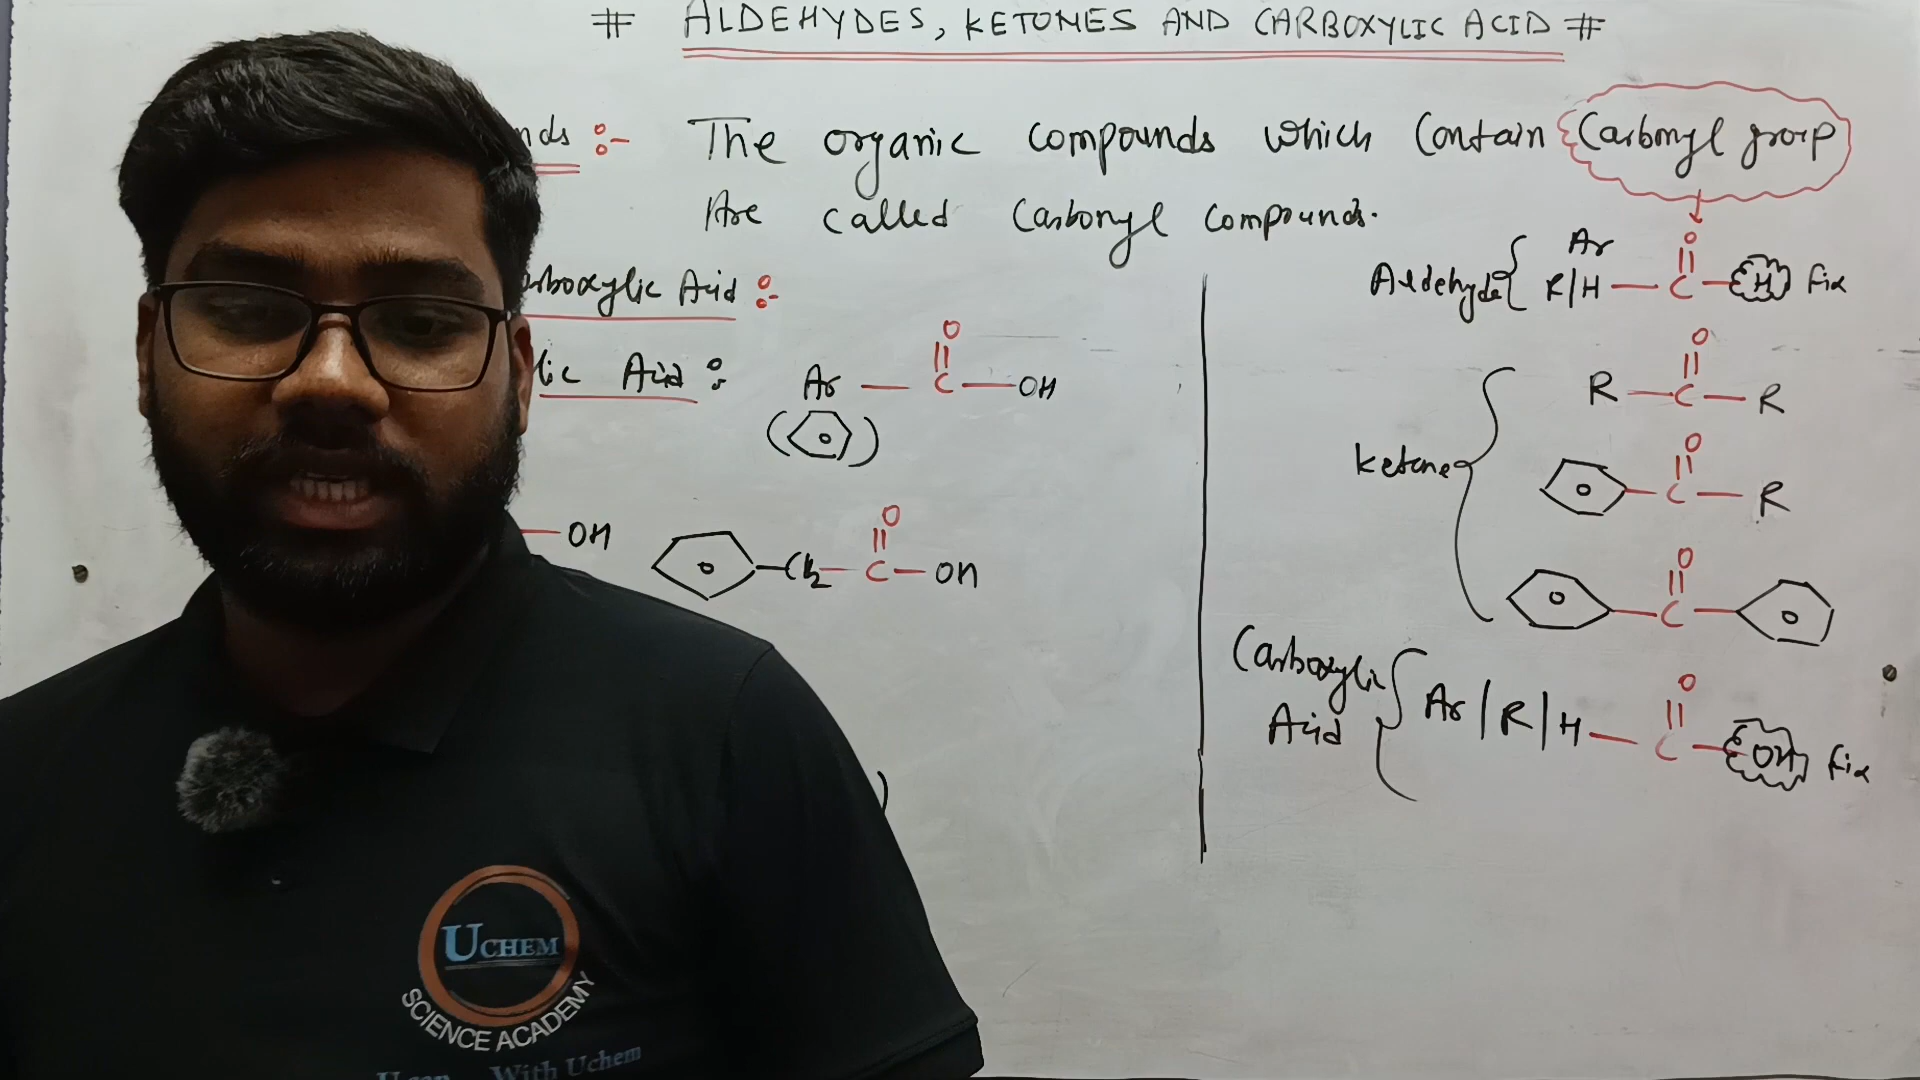 # ALDEHYDES, KETONES AND CARBOXYLIC ACID #
nds :- The organic compounds which Contain Carbonyl group
Are called Carbonyl compounds.
rboxylic Acid :-
lic Acid : Ar — C — OH
O
||
( )
— OH
CH2 — C — OH
O
||
)
Aldehyde { Ar
R/H — C — H fix
O
||
Ketone {
R — C — R
O
||
C — R
O
||
C
O
||
Carboxylic
Acid { Ar | R | H — C — OH fix
O
||
UCHEM
SCIENCE ACADEMY
With Uchem